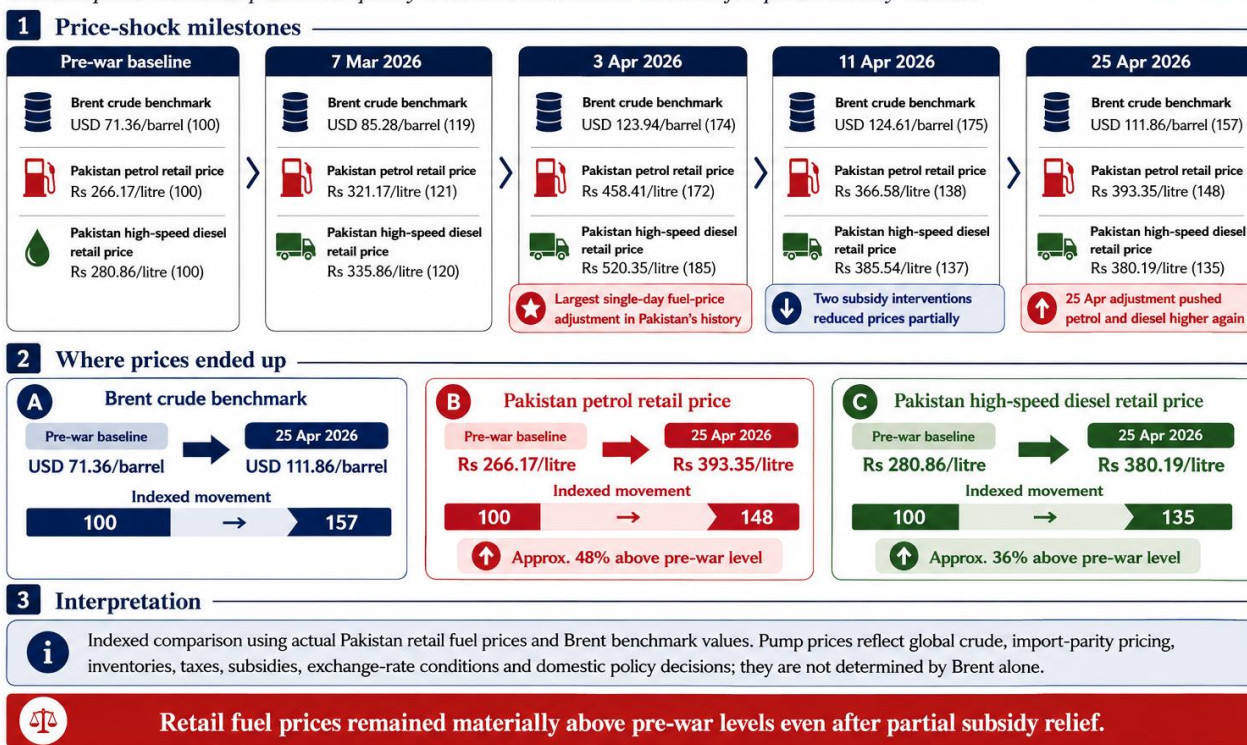 1 Price-shock milestones
Pre-war baseline
Brent crude benchmark
USD 71.36/barrel (100)
Pakistan petrol retail price
Rs 266.17/litre (100)
Pakistan high-speed diesel
retail price
Rs 280.86/litre (100)
7 Mar 2026
Brent crude benchmark
USD 85.28/barrel (119)
Pakistan petrol retail price
Rs 321.17/litre (121)
Pakistan high-speed diesel
retail price
Rs 335.86/litre (120)
3 Apr 2026
Brent crude benchmark
USD 123.94/barrel (174)
Pakistan petrol retail price
Rs 458.41/litre (172)
Pakistan high-speed diesel
retail price
Rs 520.35/litre (185)
Largest single-day fuel-price
adjustment in Pakistan's history
11 Apr 2026
Brent crude benchmark
USD 124.61/barrel (175)
Pakistan petrol retail price
Rs 366.58/litre (138)
Pakistan high-speed diesel
retail price
Rs 385.54/litre (137)
Two subsidy interventions
reduced prices partially
25 Apr 2026
Brent crude benchmark
USD 111.86/barrel (157)
Pakistan petrol retail price
Rs 393.35/litre (148)
Pakistan high-speed diesel
retail price
Rs 380.19/litre (135)
25 Apr adjustment pushed
petrol and diesel higher again
2 Where prices ended up
A Brent crude benchmark
Pre-war baseline
25 Apr 2026
USD 71.36/barrel
USD 111.86/barrel
Indexed movement
100 → 157
B Pakistan petrol retail price
Pre-war baseline
25 Apr 2026
Rs 266.17/litre
Rs 393.35/litre
Indexed movement
100 → 148
Approx. 48% above pre-war level
C Pakistan high-speed diesel retail price
Pre-war baseline
25 Apr 2026
Rs 280.86/litre
Rs 380.19/litre
Indexed movement
100 → 135
Approx. 36% above pre-war level
3 Interpretation
i
Indexed comparison using actual Pakistan retail fuel prices and Brent benchmark values. Pump prices reflect global crude, import-parity pricing,
inventories, taxes, subsidies, exchange-rate conditions and domestic policy decisions; they are not determined by Brent alone.
Retail fuel prices remained materially above pre-war levels even after partial subsidy relief.